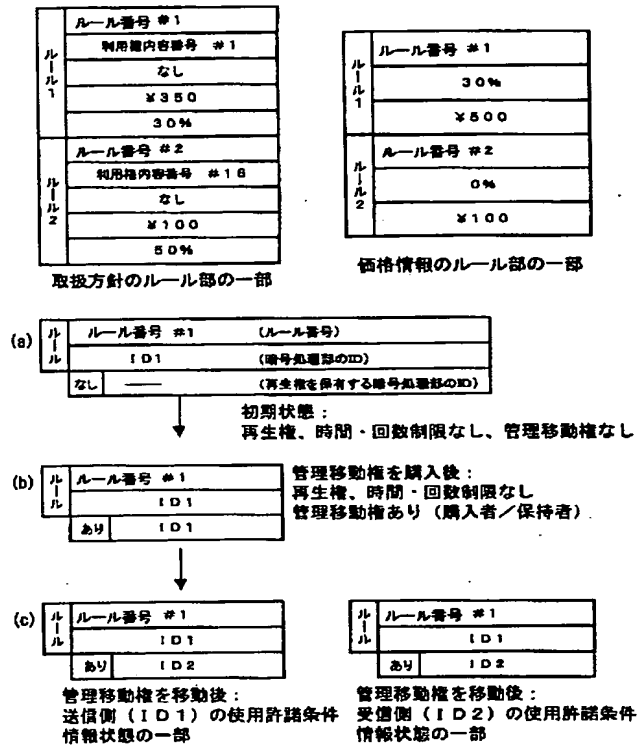 ルール1
ルール番号 #1
利用権内容番号 #1
なし
¥350
30%
ルール2
ルール番号 #2
利用権内容番号 #16
なし
¥100
50%
取扱方針のルール部の一部
ルール1
ルール番号 #1
30%
¥500
ルール2
ルール番号 #2
0%
¥100
価格情報のルール部の一部
(a)
ルール
ルール番号 #1 (ルール番号)
ID1 (暗号処理部のID)
なし ―― (再生権を保有する暗号処理部のID)
初期状態:
再生権、時間・回数制限なし、管理移動権なし
(b)
ルール
ルール番号 #1
ID1
あり ID1
管理移動権を購入後:
再生権、時間・回数制限なし
管理移動権あり(購入者/保持者)
(c)
ルール
ルール番号 #1
ID1
あり ID2
管理移動権を移動後:
送信側(ID1)の使用許諾条件
情報状態の一部
ルール
ルール番号 #1
ID1
あり ID2
管理移動権を移動後:
受信側(ID2)の使用許諾条件
情報状態の一部